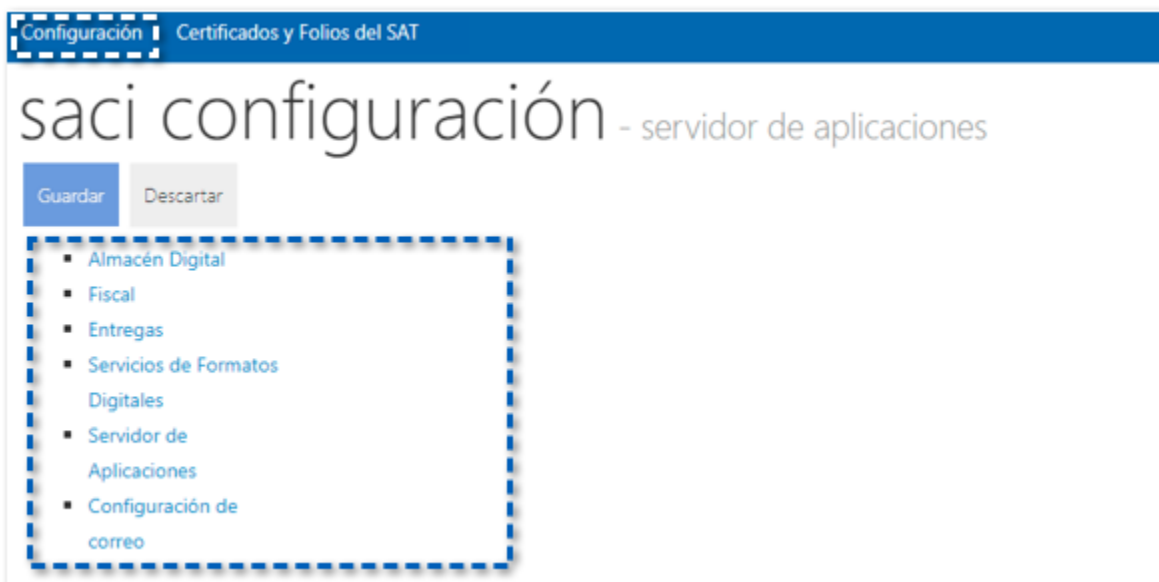 Configuración Certificados y Folios del SAT
saci configuración - servidor de aplicaciones
Guardar Descartar
Almacén Digital
Fiscal
Entregas
Servicios de Formatos
Digitales
Servidor de
Aplicaciones
Configuración de
correo